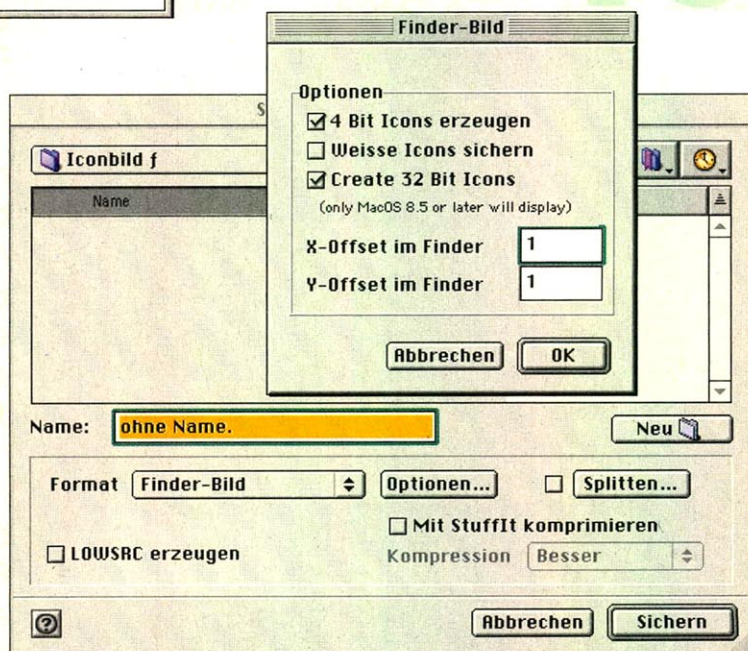 Finder-Bild
Optionen
4 Bit Icons erzeugen
Weisse Icons sichern
Create 32 Bit Icons
(only MacOS 8.5 or later will display)
X-Offset im Finder 1
Y-Offset im Finder 1
Abbrechen OK
S
Iconbild ƒ
Name
Name: ohne Name.
Neu
Format Finder-Bild Optionen... Splitten...
Mit StuffIt komprimieren
LOWSRC erzeugen
Kompression Besser
Abbrechen Sichern